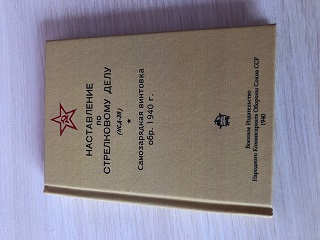 НАСТАВЛЕНИЕ
ПО
СТРЕЛКОВОМУ ДЕЛУ
(НСД-38)
*
Самозарядная винтовка
обр. 1940 г.
Военное Издательство
Народного Комиссариата Обороны Союза ССР
1940